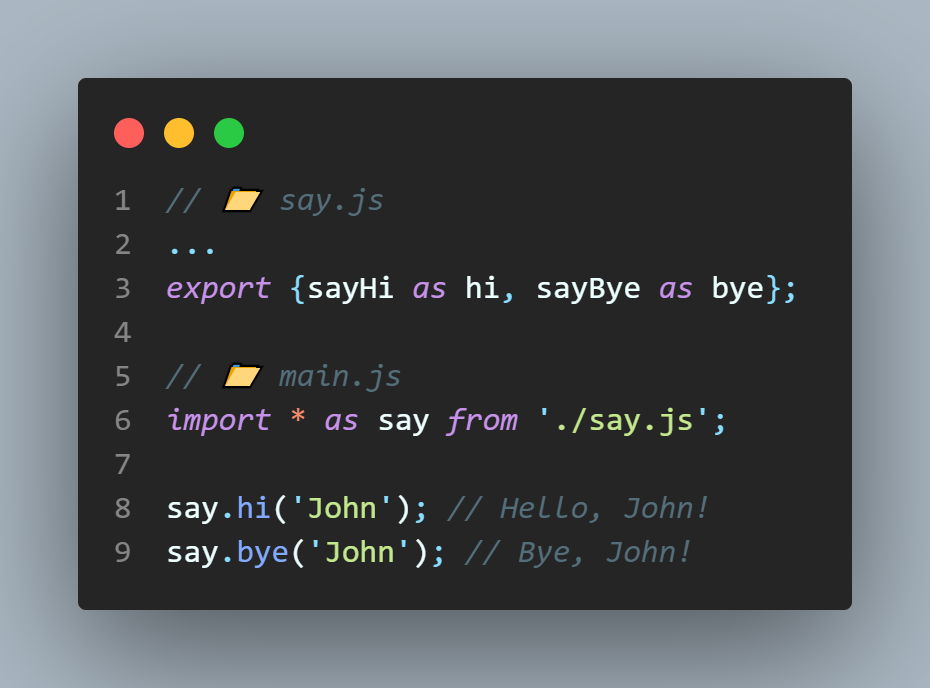 1 // 📁 say.js
2 ...
3 export {sayHi as hi, sayBye as bye};
4
5 // 📁 main.js
6 import * as say from './say.js';
7
8 say.hi('John'); // Hello, John!
9 say.bye('John'); // Bye, John!